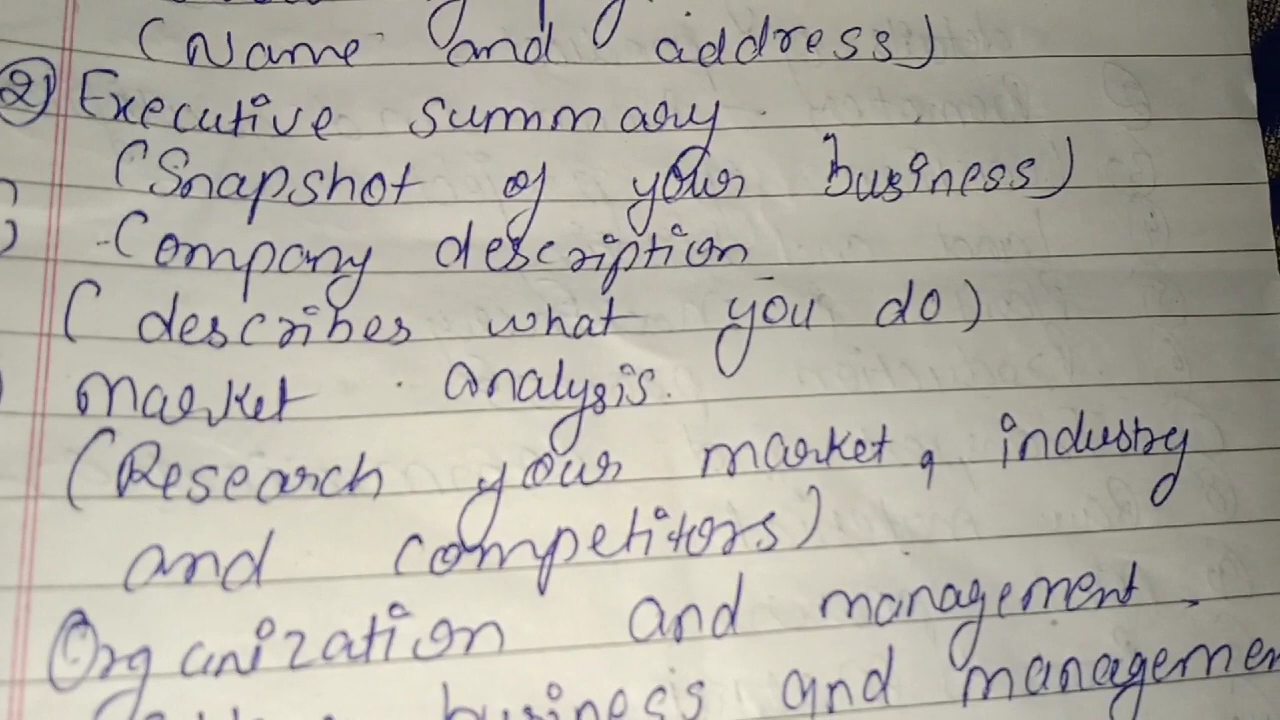 (Name and address)
② Executive summary
(Snapshot of your business)
Company description
(describes what you do)
market analysis.
(Research your market, industry
and competitors)
Organization and management.
business and managemen